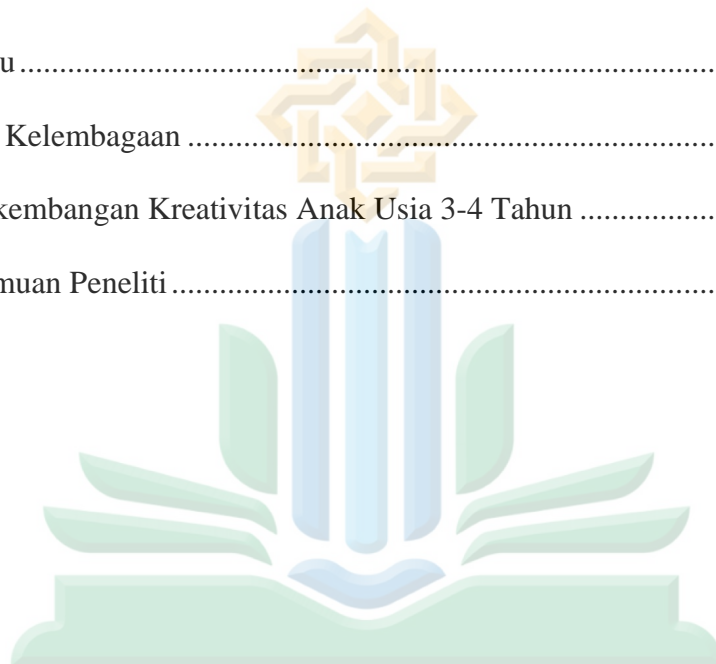 u ........................................................................................
Kelembagaan ...................................................................
kembangan Kreativitas Anak Usia 3-4 Tahun .................
muan Peneliti ....................................................................